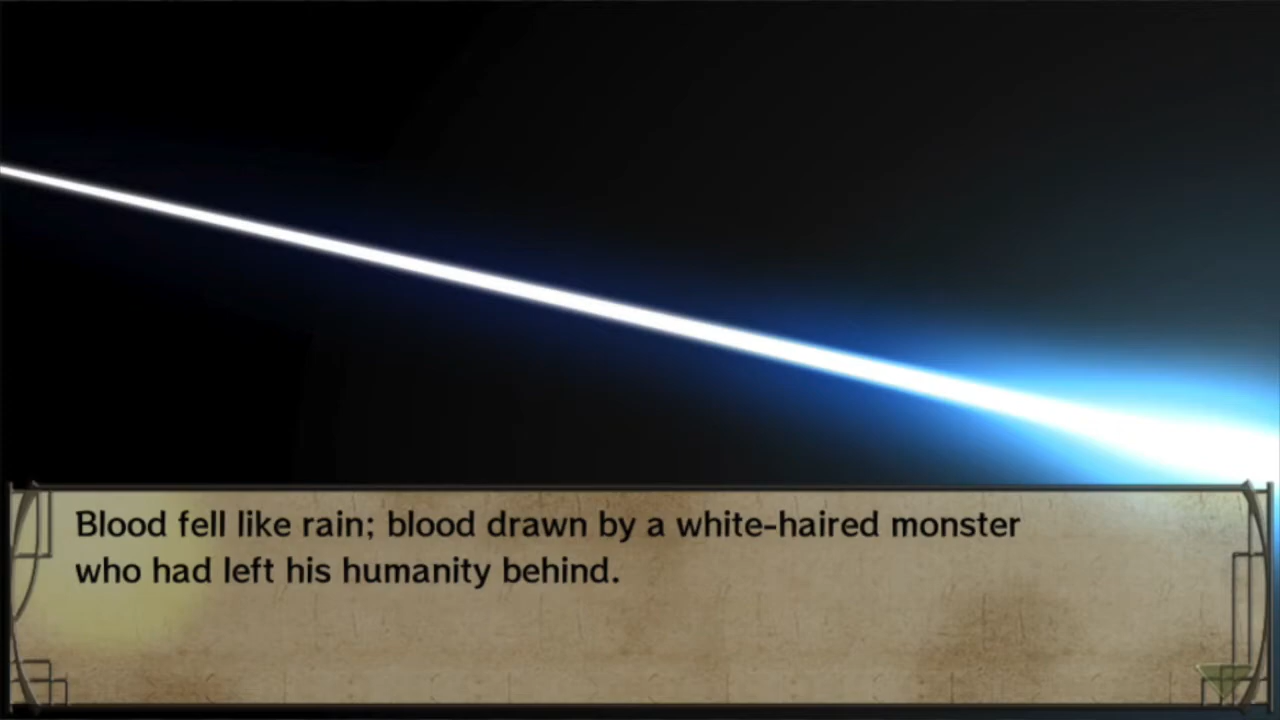 Blood fell like rain; blood drawn by a white-haired monster
who had left his humanity behind.